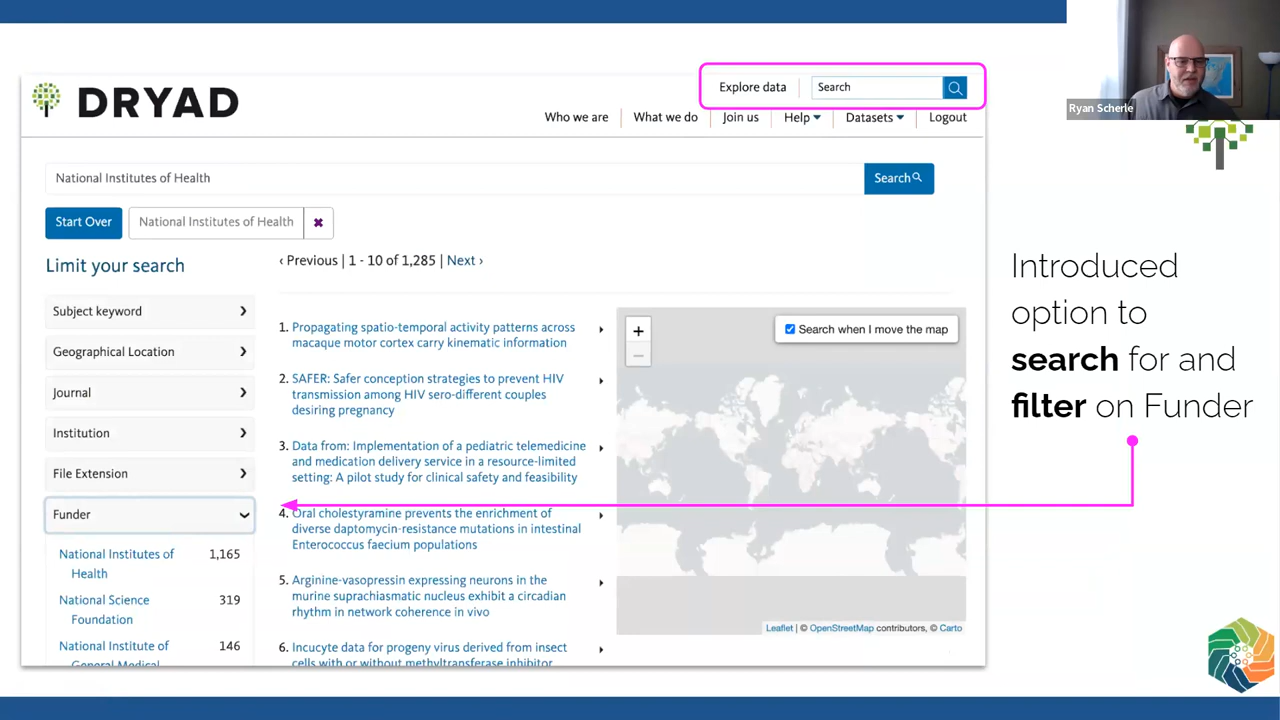 DRYAD
Explore data
Search
Who we are
What we do
Join us
Help
Datasets
Logout
Ryan Scherle
National Institutes of Health
Search
Start Over
National Institutes of Health
Limit your search
‹ Previous | 1 - 10 of 1,285 | Next ›
Subject keyword
Geographical Location
Journal
Institution
File Extension
Funder
National Institutes of 1,165
Health
National Science 319
Foundation
National Institute of 146
General Medical
1. Propagating spatio-temporal activity patterns across
macaque motor cortex carry kinematic information
2. SAFER: Safer conception strategies to prevent HIV
transmission among HIV sero-different couples
desiring pregnancy
3. Data from: Implementation of a pediatric telemedicine
and medication delivery service in a resource-limited
setting: A pilot study for clinical safety and feasibility
4. Oral cholestyramine prevents the enrichment of
diverse daptomycin-resistance mutations in intestinal
Enterococcus faecium populations
5. Arginine-vasopressin expressing neurons in the
murine suprachiasmatic nucleus exhibit a circadian
rhythm in network coherence in vivo
6. Incucyte data for progeny virus derived from insect
cells with or without methyltransferase inhibitor
+
−
Search when I move the map
Leaflet | © OpenStreetMap contributors, © Carto
Introduced
option to
search for and
filter on Funder